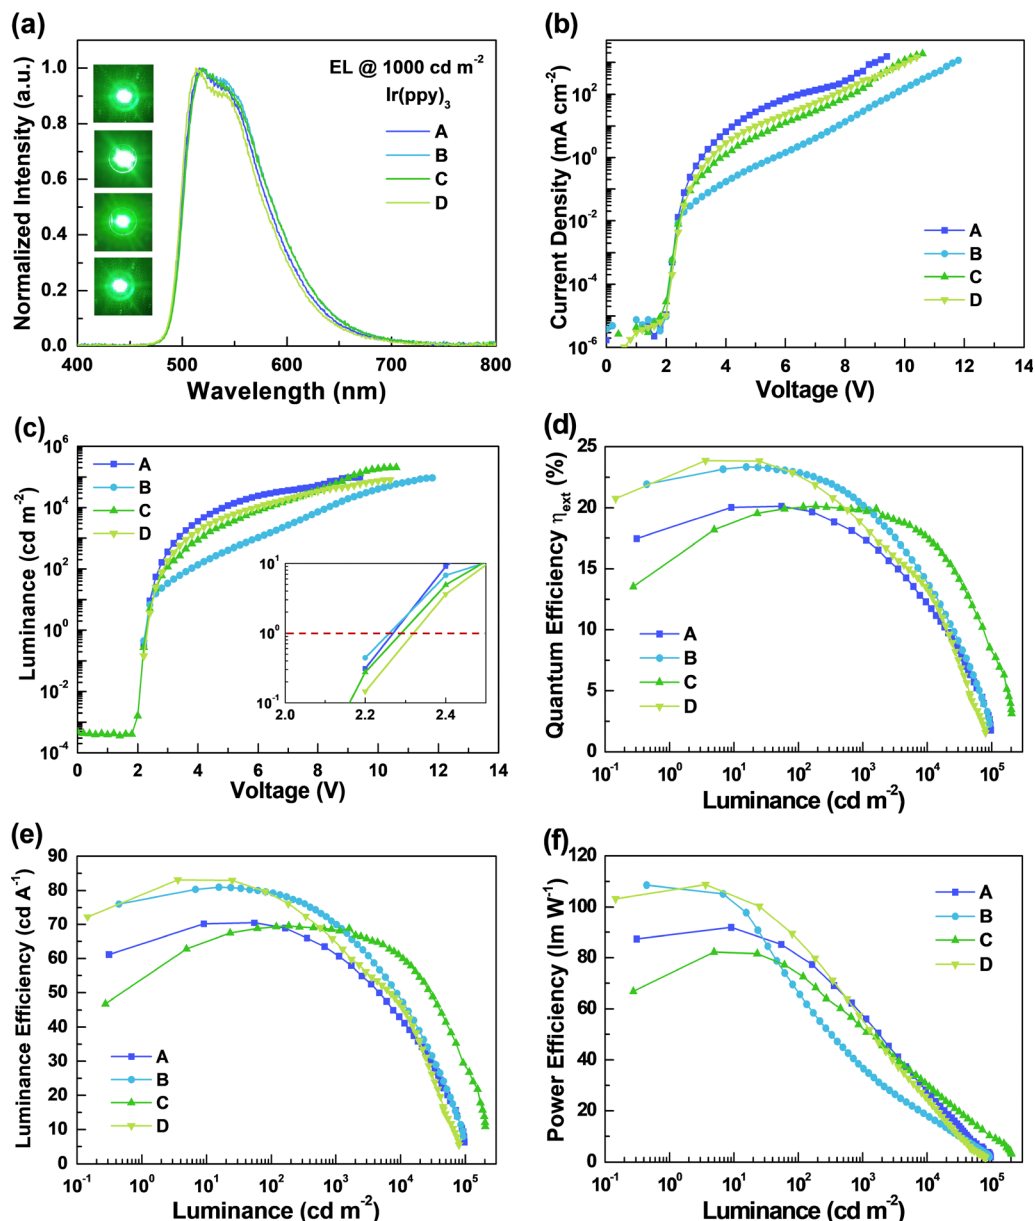 (a)
Normalized Intensity (a.u.)
1.0
0.8
0.6
0.4
0.2
0.0
EL @ 1000 cd m-2
Ir(ppy)3
A
B
C
D
400 500 600 700 800
Wavelength (nm)
(b)
Current Density (mA cm-2)
10^2
10^0
10^-2
10^-4
10^-6
A
B
C
D
0 2 4 6 8 10 12 14
Voltage (V)
(c)
Luminance (cd m-2)
10^6
10^4
10^2
10^0
10^-2
10^-4
A
B
C
D
10^1
10^0
10^-1
2.0 2.2 2.4
0 2 4 6 8 10 12 14
Voltage (V)
(d)
Quantum Efficiency ηext (%)
25
20
15
10
5
0
A
B
C
D
10^-1 10^0 10^1 10^2 10^3 10^4 10^5
Luminance (cd m-2)
(e)
Luminance Efficiency (cd A-1)
90
80
70
60
50
40
30
20
10
0
A
B
C
D
10^-1 10^0 10^1 10^2 10^3 10^4 10^5
Luminance (cd m-2)
(f)
Power Efficiency (lm W-1)
120
100
80
60
40
20
0
A
B
C
D
10^-1 10^0 10^1 10^2 10^3 10^4 10^5
Luminance (cd m-2)